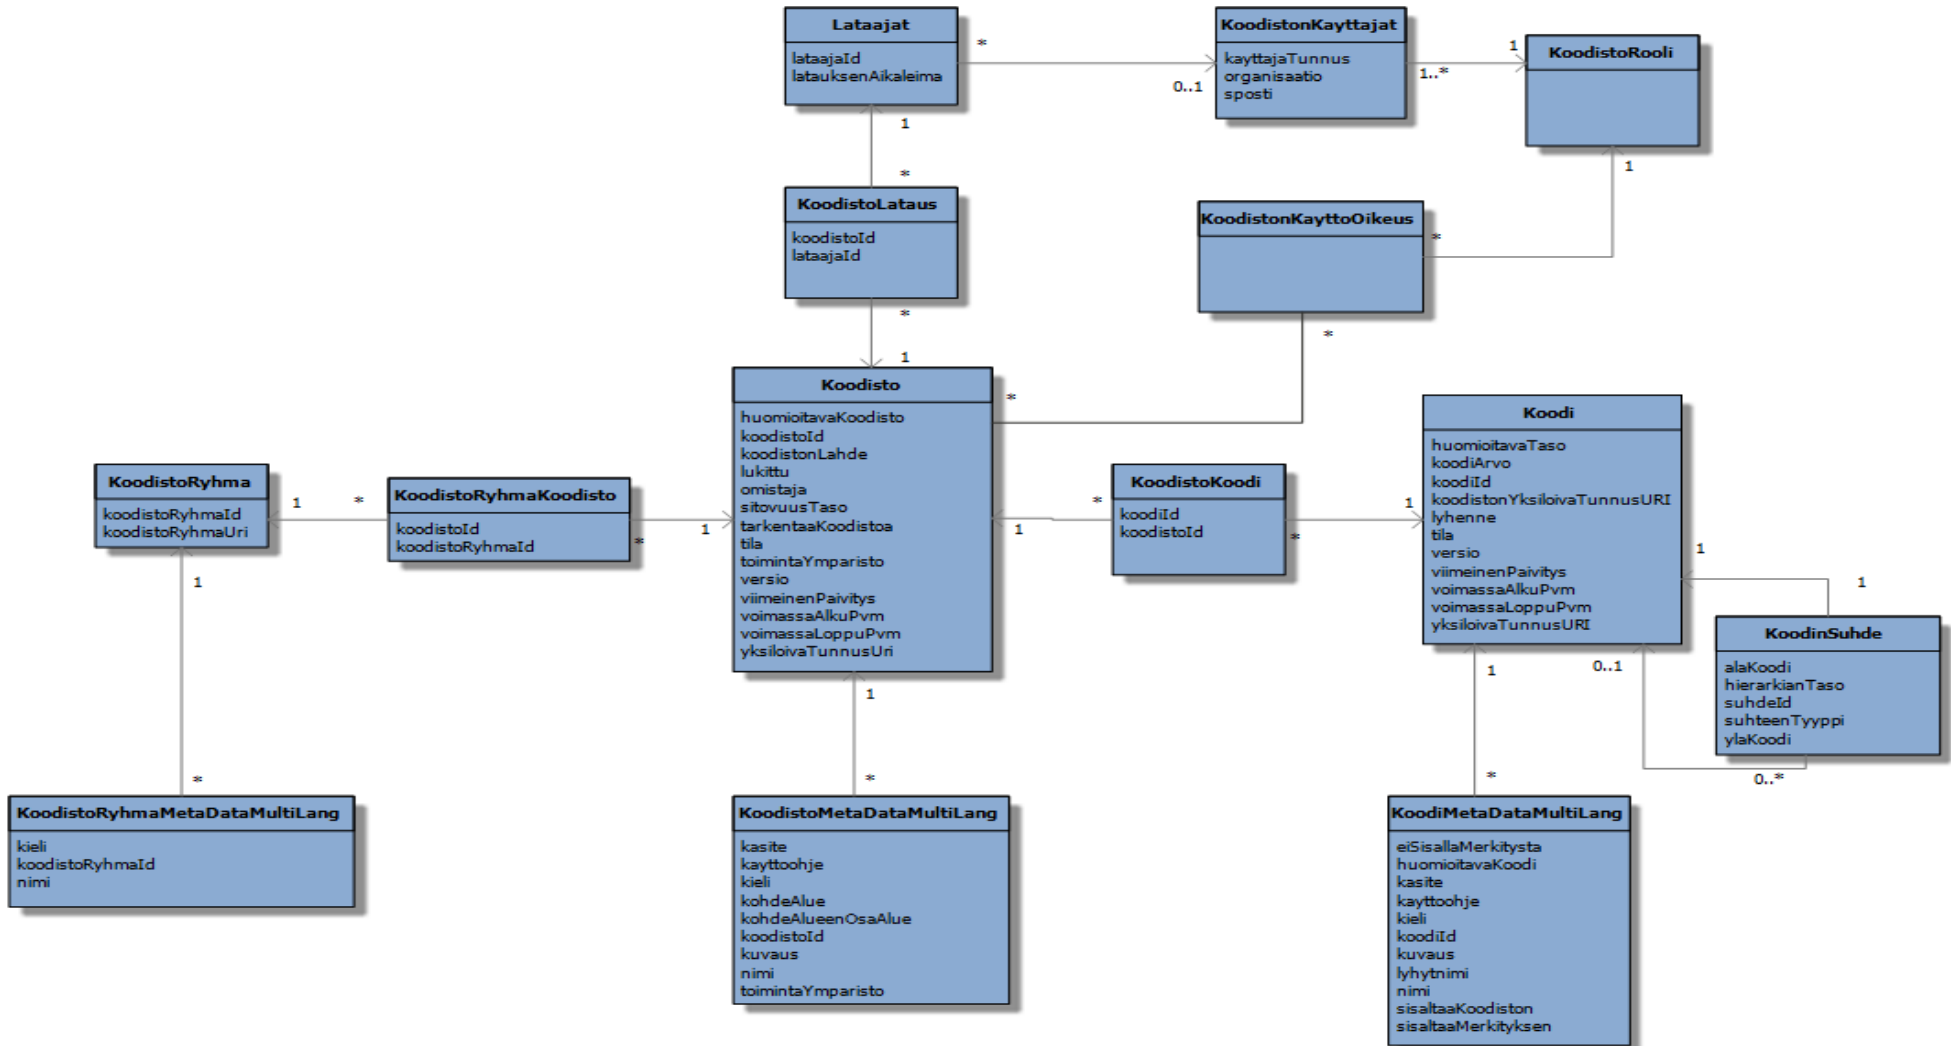 Lataajat
lataajaId
latauksenAikaleima
*
0..1
KoodistonKayttajat
kayttajaTunnus
organisaatio
sposti
1
1..*
KoodistoRooli
1
*
KoodistoLataus
koodistoId
lataajaId
*
1
KoodistonKayttoOikeus
*
1
*
*
Koodisto
huomioitavaKoodisto
koodistoId
koodistonLahde
lukittu
omistaja
sitovuusTaso
tarkentaaKoodistoa
tila
toimintaYmparisto
versio
viimeinenPaivitys
voimassaAlkuPvm
voimassaLoppuPvm
yksiloivaTunnusUri
KoodistoRyhma
koodistoRyhmaId
koodistoRyhmaUri
1
*
KoodistoRyhmaKoodisto
koodistoId
koodistoRyhmaId
*
1
1
*
KoodistoKoodi
koodiId
koodistoId
*
1
Koodi
huomioitavaTaso
koodiArvo
koodiId
koodistonYksiloivaTunnusURI
lyhenne
tila
versio
viimeinenPaivitys
voimassaAlkuPvm
voimassaLoppuPvm
yksiloivaTunnusURI
1
1
KoodinSuhde
alaKoodi
hierarkianTaso
suhdeId
suhteenTyyppi
ylaKoodi
0..1
0..*
1
*
KoodistoRyhmaMetaDataMultiLang
kieli
koodistoRyhmaId
nimi
1
*
KoodistoMetaDataMultiLang
kasite
kayttoohje
kieli
kohdeAlue
kohdeAlueenOsaAlue
koodistoId
kuvaus
nimi
toimintaYmparisto
1
*
KoodiMetaDataMultiLang
eiSisallaMerkitysta
huomioitavaKoodi
kasite
kayttoohje
kieli
koodiId
kuvaus
lyhytnimi
nimi
sisaltaaKoodiston
sisaltaaMerkityksen